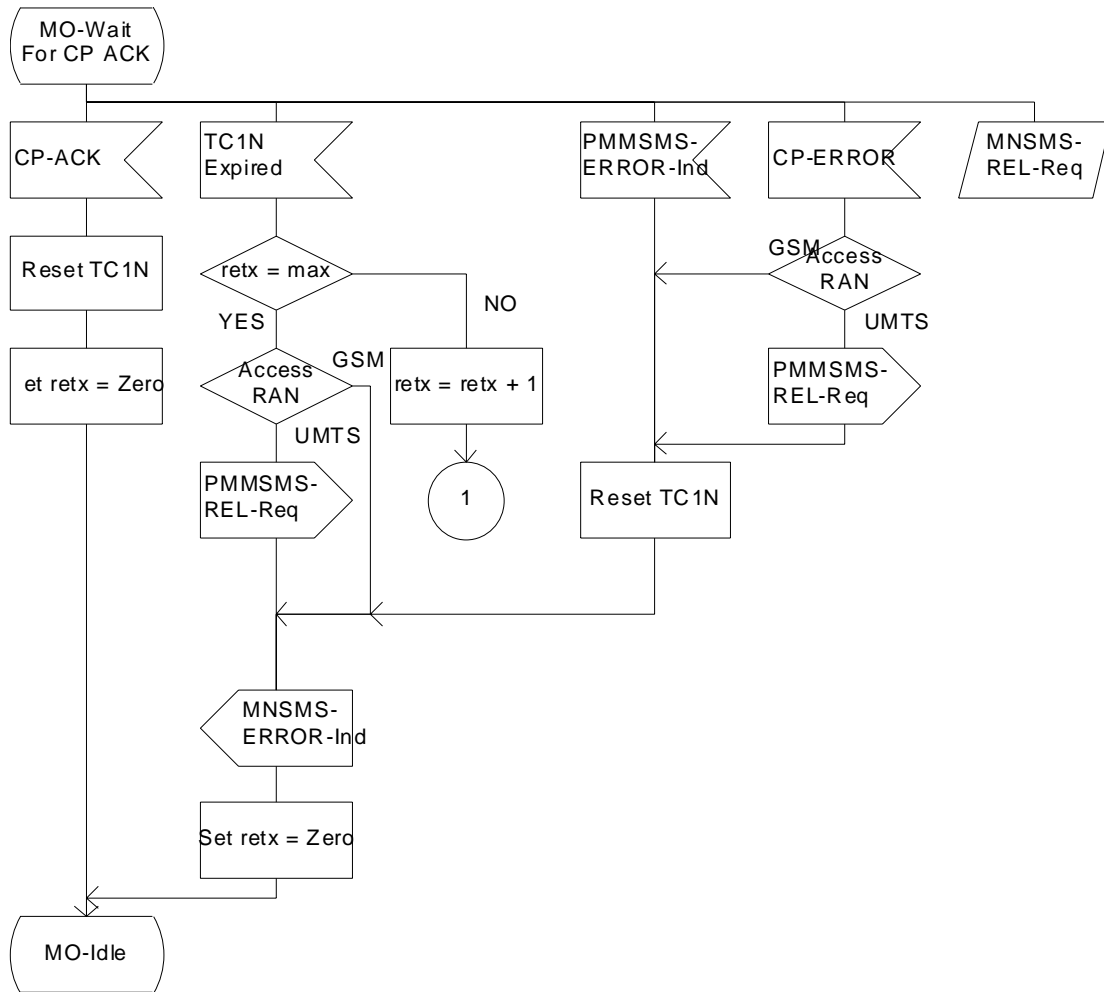 MO-Wait
For CP ACK
CP-ACK
TC1N
Expired
PMMSMS-
ERROR-Ind
CP-ERROR
MNSMS-
REL-Req
Reset TC1N
retx = max
GSM
Access
RAN
NO
YES
UMTS
et retx = Zero
Access
RAN
GSM
retx = retx + 1
PMMSMS-
REL-Req
UMTS
PMMSMS-
REL-Req
1
Reset TC1N
MNSMS-
ERROR-Ind
Set retx = Zero
MO-Idle